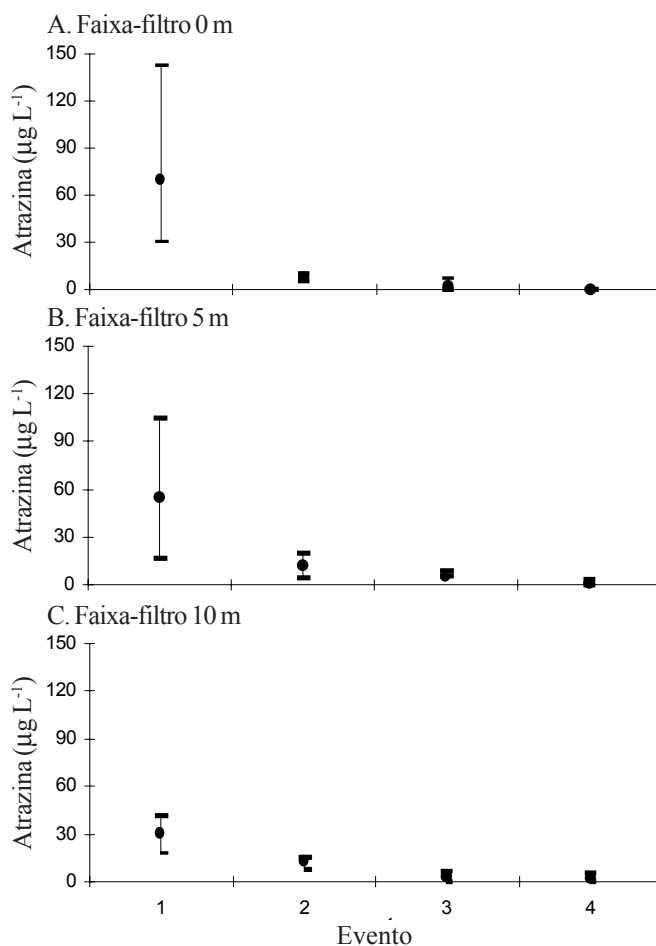 A. Faixa-filtro 0 m
Atrazina (µg L⁻¹)
150
120
90
60
30
0
B. Faixa-filtro 5 m
Atrazina (µg L⁻¹)
150
120
90
60
30
0
C. Faixa-filtro 10 m
Atrazina (µg L⁻¹)
150
120
90
60
30
0
1 2 3 4
Evento